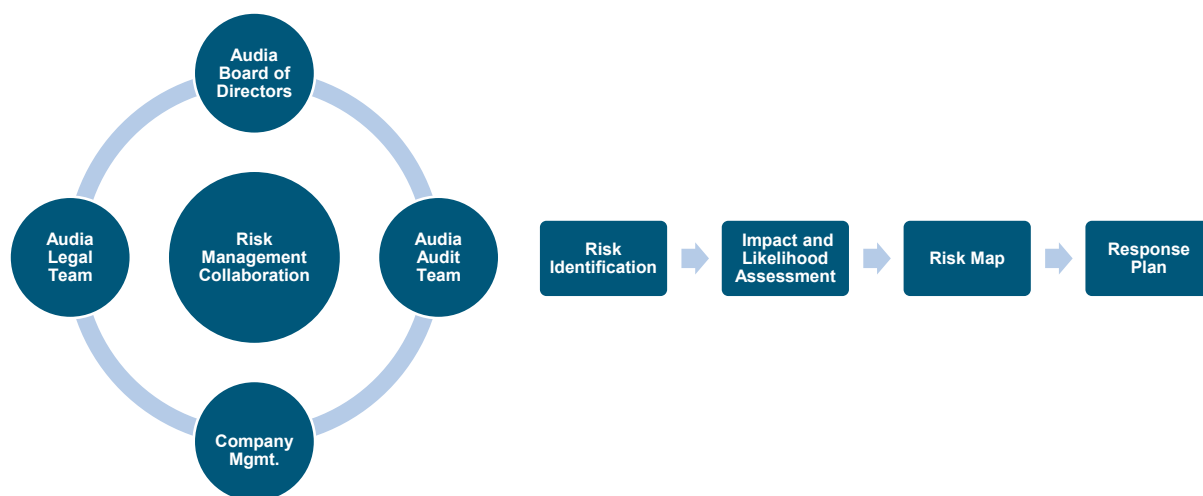 Audia
Board of
Directors
Audia
Legal
Team
Risk
Management
Collaboration
Audia
Audit
Team
Company
Mgmt.
Risk
Identification
Impact and
Likelihood
Assessment
Risk Map
Response
Plan